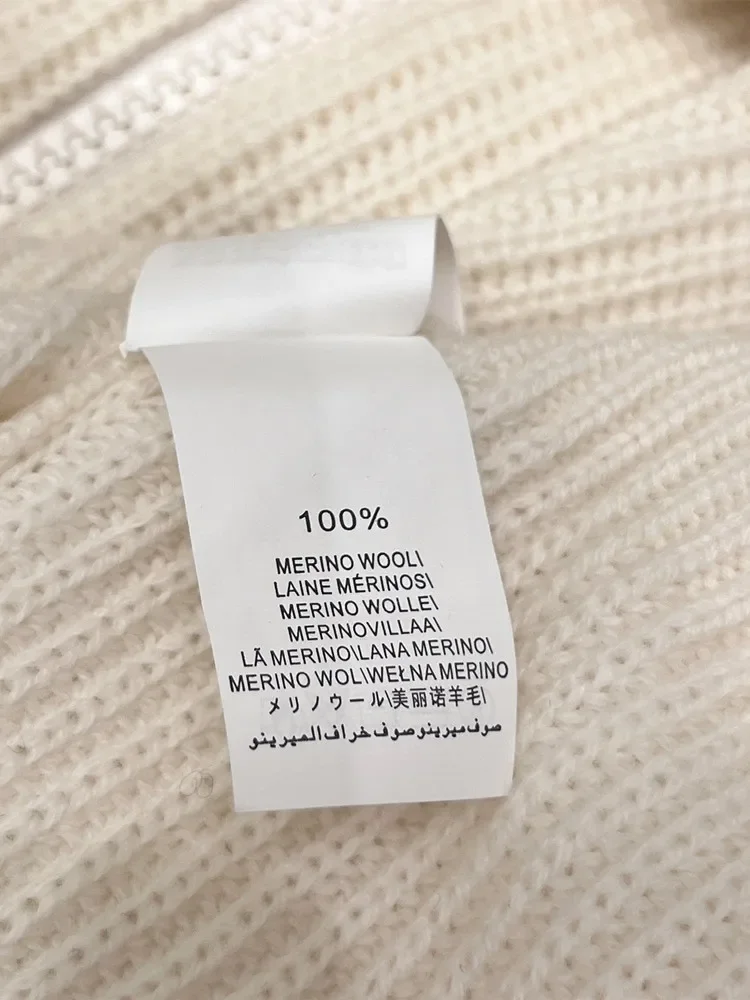 100%
MERINO WOOL\
LAINE MÉRINOS\
MERINO WOLLE\
MERINOVILLAA\
LÃ MERINO\LANA MERINO\
MERINO WOL\WEŁNA MERINO
メリノウール\美丽诺羊毛\
صوف ميرينو صوف خراف الميرينو